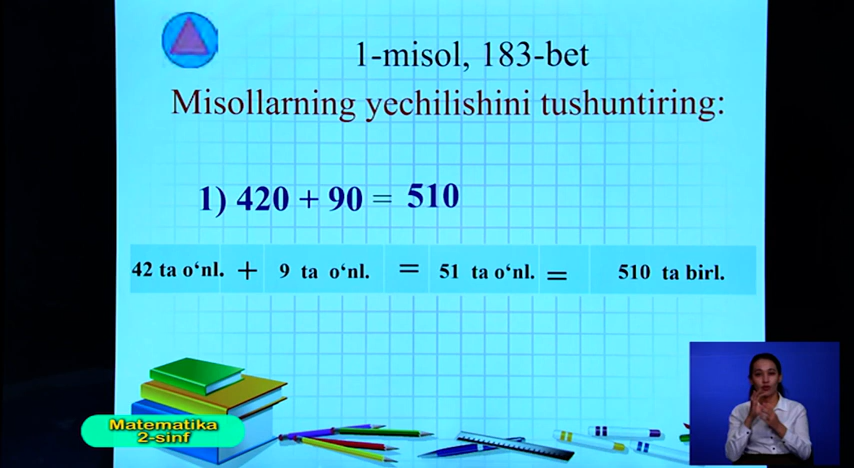 1-misol, 183-bet
Misollarning yechilishini tushuntiring:
1) 420 + 90 = 510
42 ta o‘nl. + 9 ta o‘nl. = 51 ta o‘nl. = 510 ta birl.
Matematika
2-sinf